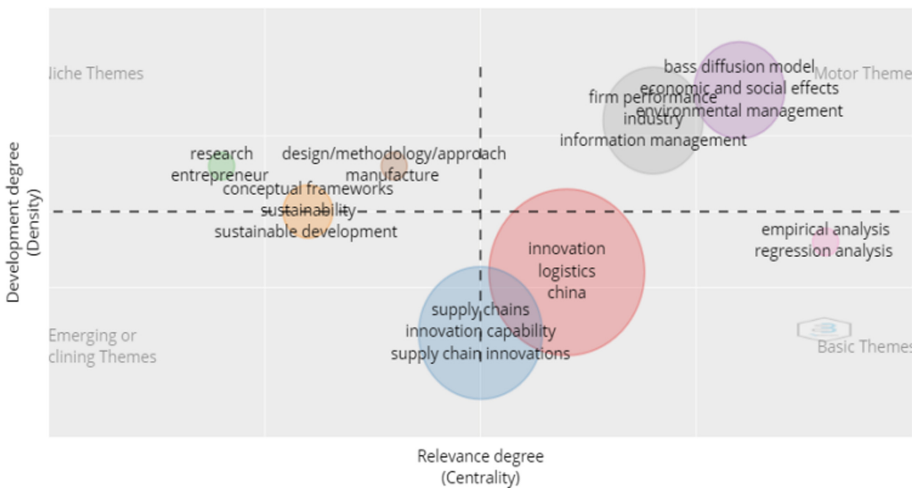 Niche Themes
Motor Theme
bass diffusion model
economic and social effects
environmental management
firm performance
industry
information management
research
entrepreneur
design/methodology/approach
manufacture
conceptual frameworks
sustainability
sustainable development
empirical analysis
regression analysis
innovation
logistics
china
supply chains
innovation capability
supply chain innovations
Emerging or
clining Themes
Basic Themes
Development degree
(Density)
Relevance degree
(Centrality)